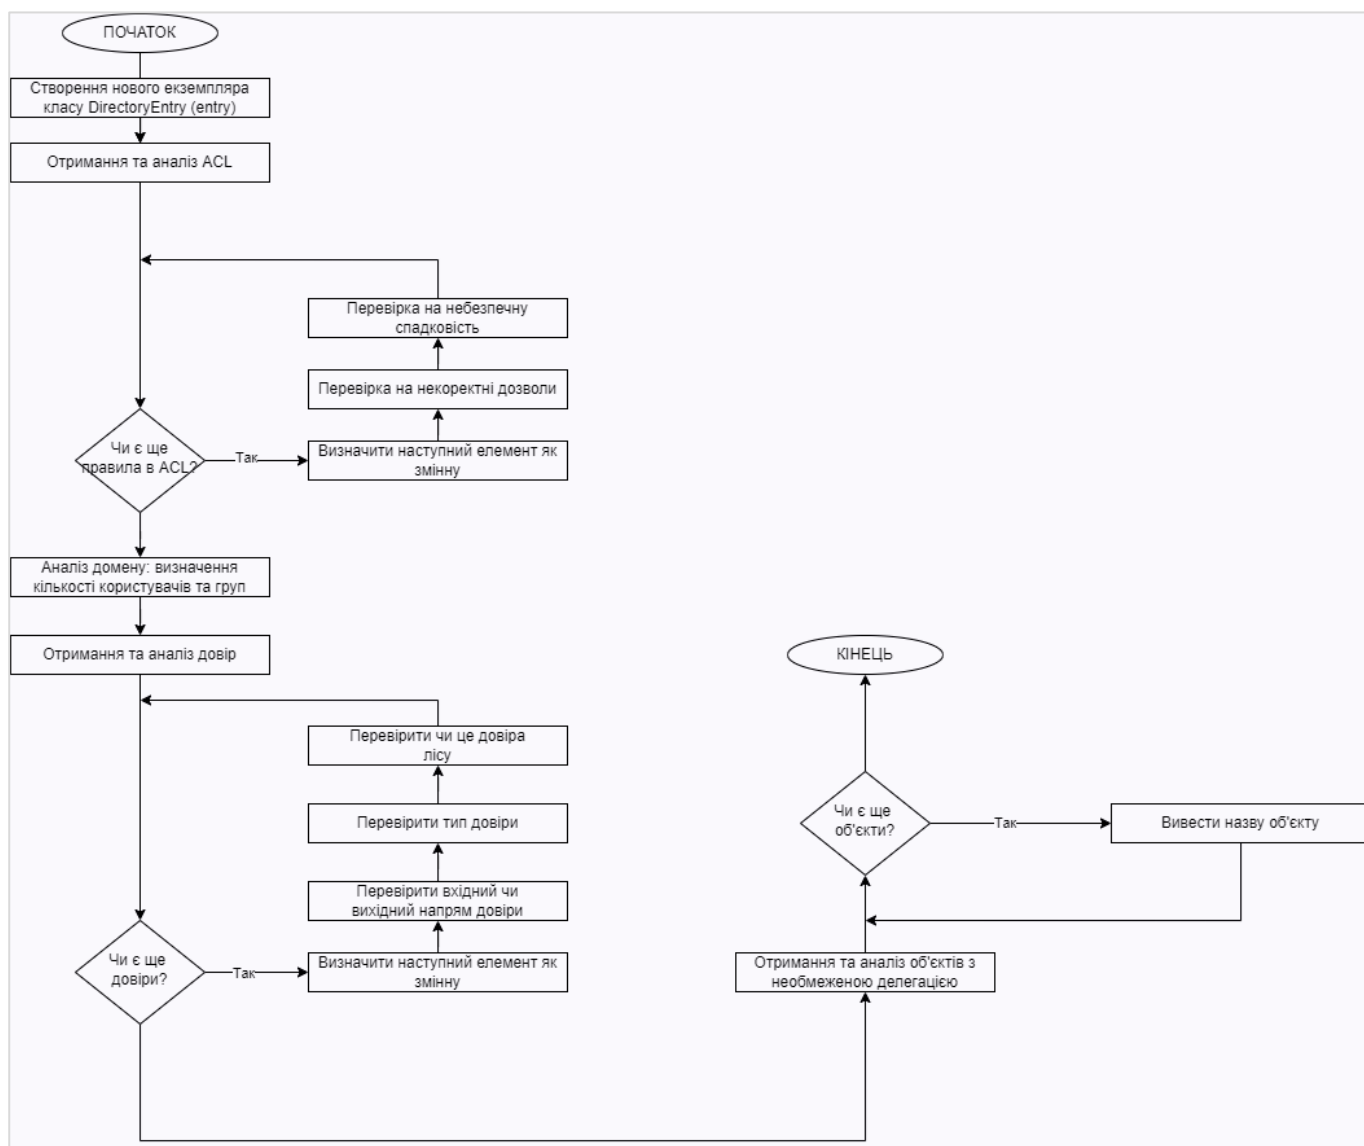 ПОЧАТОК
Створення нового екземпляра
класу DirectoryEntry (entry)
Отримання та аналіз ACL
Перевірка на небезпечну
спадковість
Перевірка на некоректні дозволи
Чи є ще
правила в ACL?
Так
Визначити наступний елемент як
змінну
Аналіз домену: визначення
кількості користувачів та груп
Отримання та аналіз довір
Перевірити чи це довіра
лісу
Перевірити тип довіри
Перевірити вхідний чи
вихідний напрям довіри
Чи є ще
довіри?
Так
Визначити наступний елемент як
змінну
КІНЕЦЬ
Чи є ще
об'єкти?
Так
Вивести назву об'єкту
Отримання та аналіз об'єктів з
необмеженою делегацією